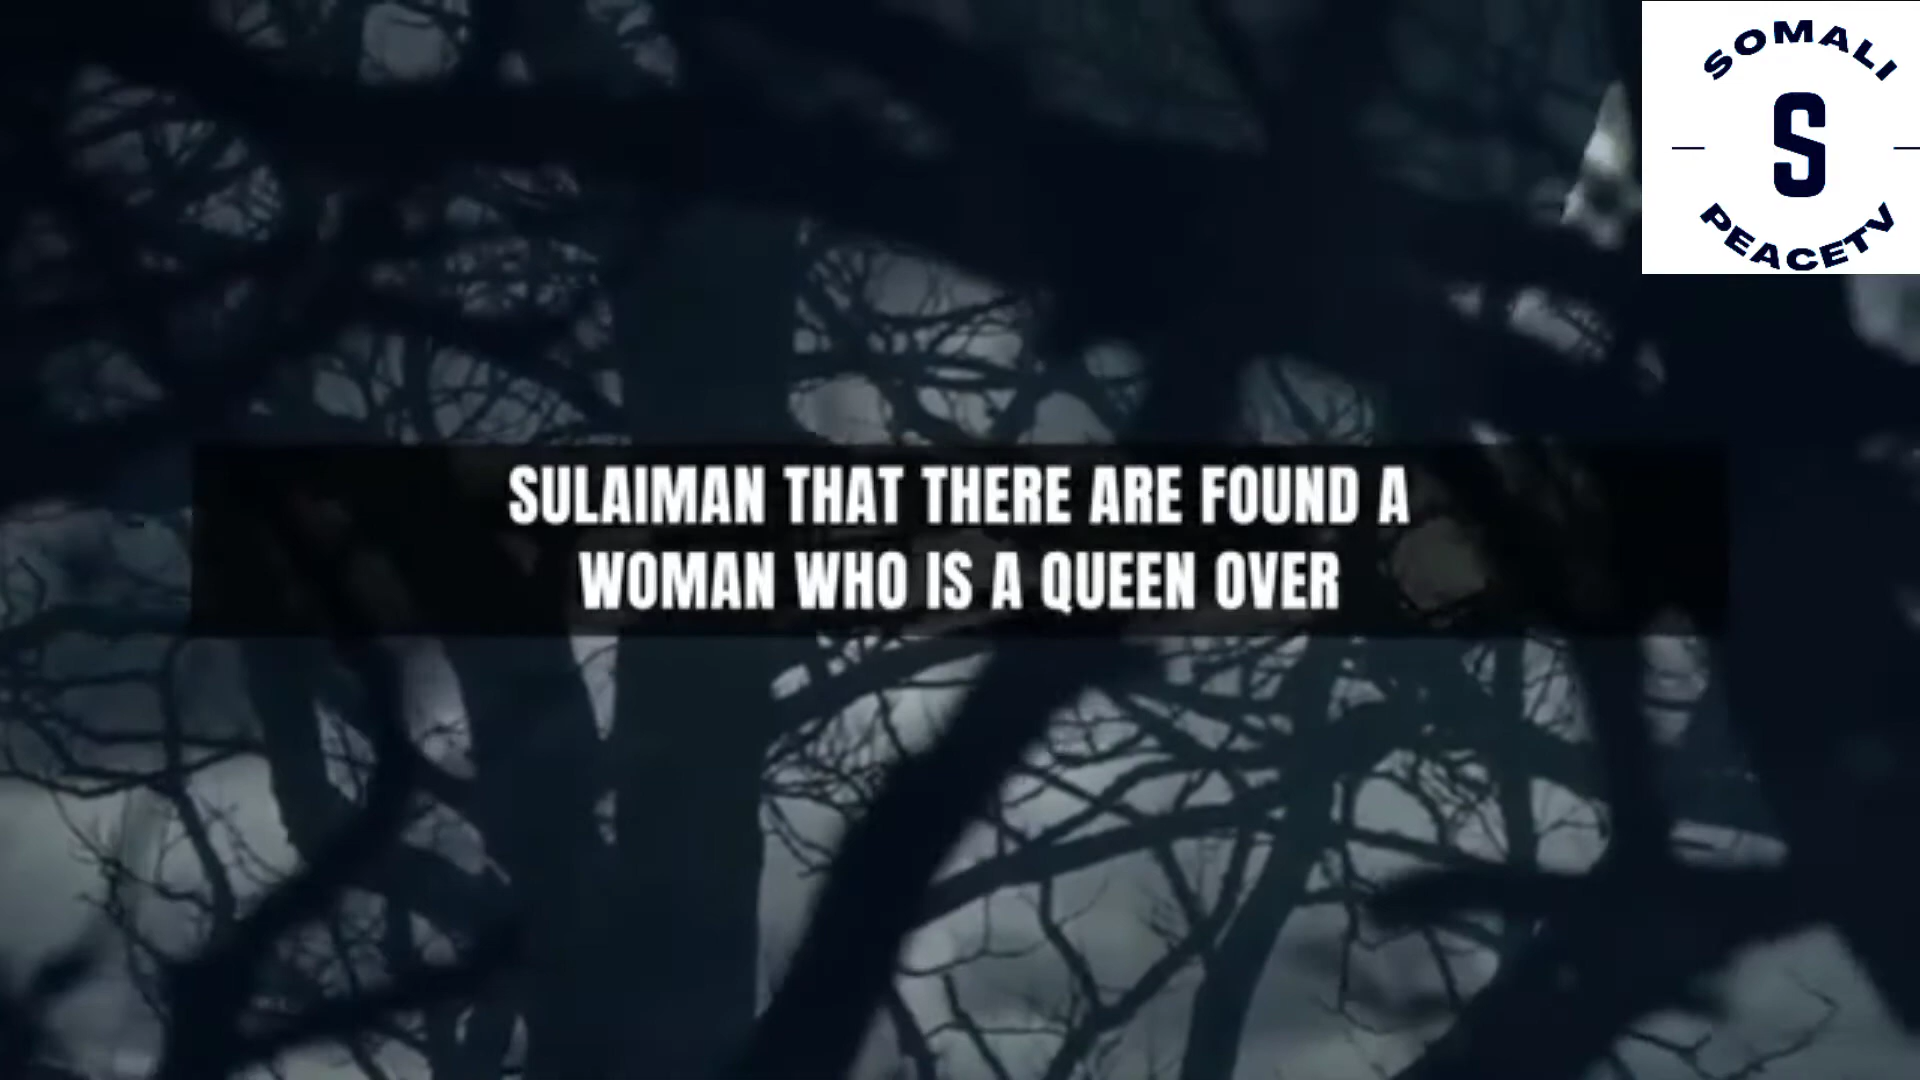 SOMALI
S
PEACETV
SULAIMAN THAT THERE ARE FOUND A
WOMAN WHO IS A QUEEN OVER